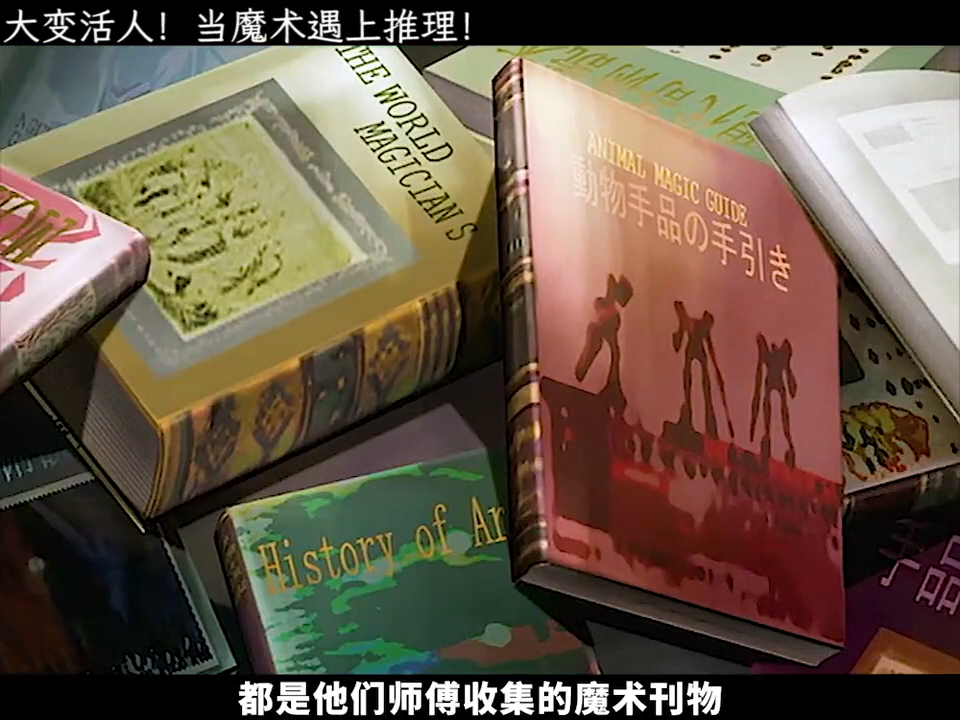 大变活人！当魔术遇上推理！
THE WORLD
MAGICIAN S
ANIMAL MAGIC GUIDE
動物手品の手引き
History of Ar
手品
都是他们师傅收集的魔术刊物